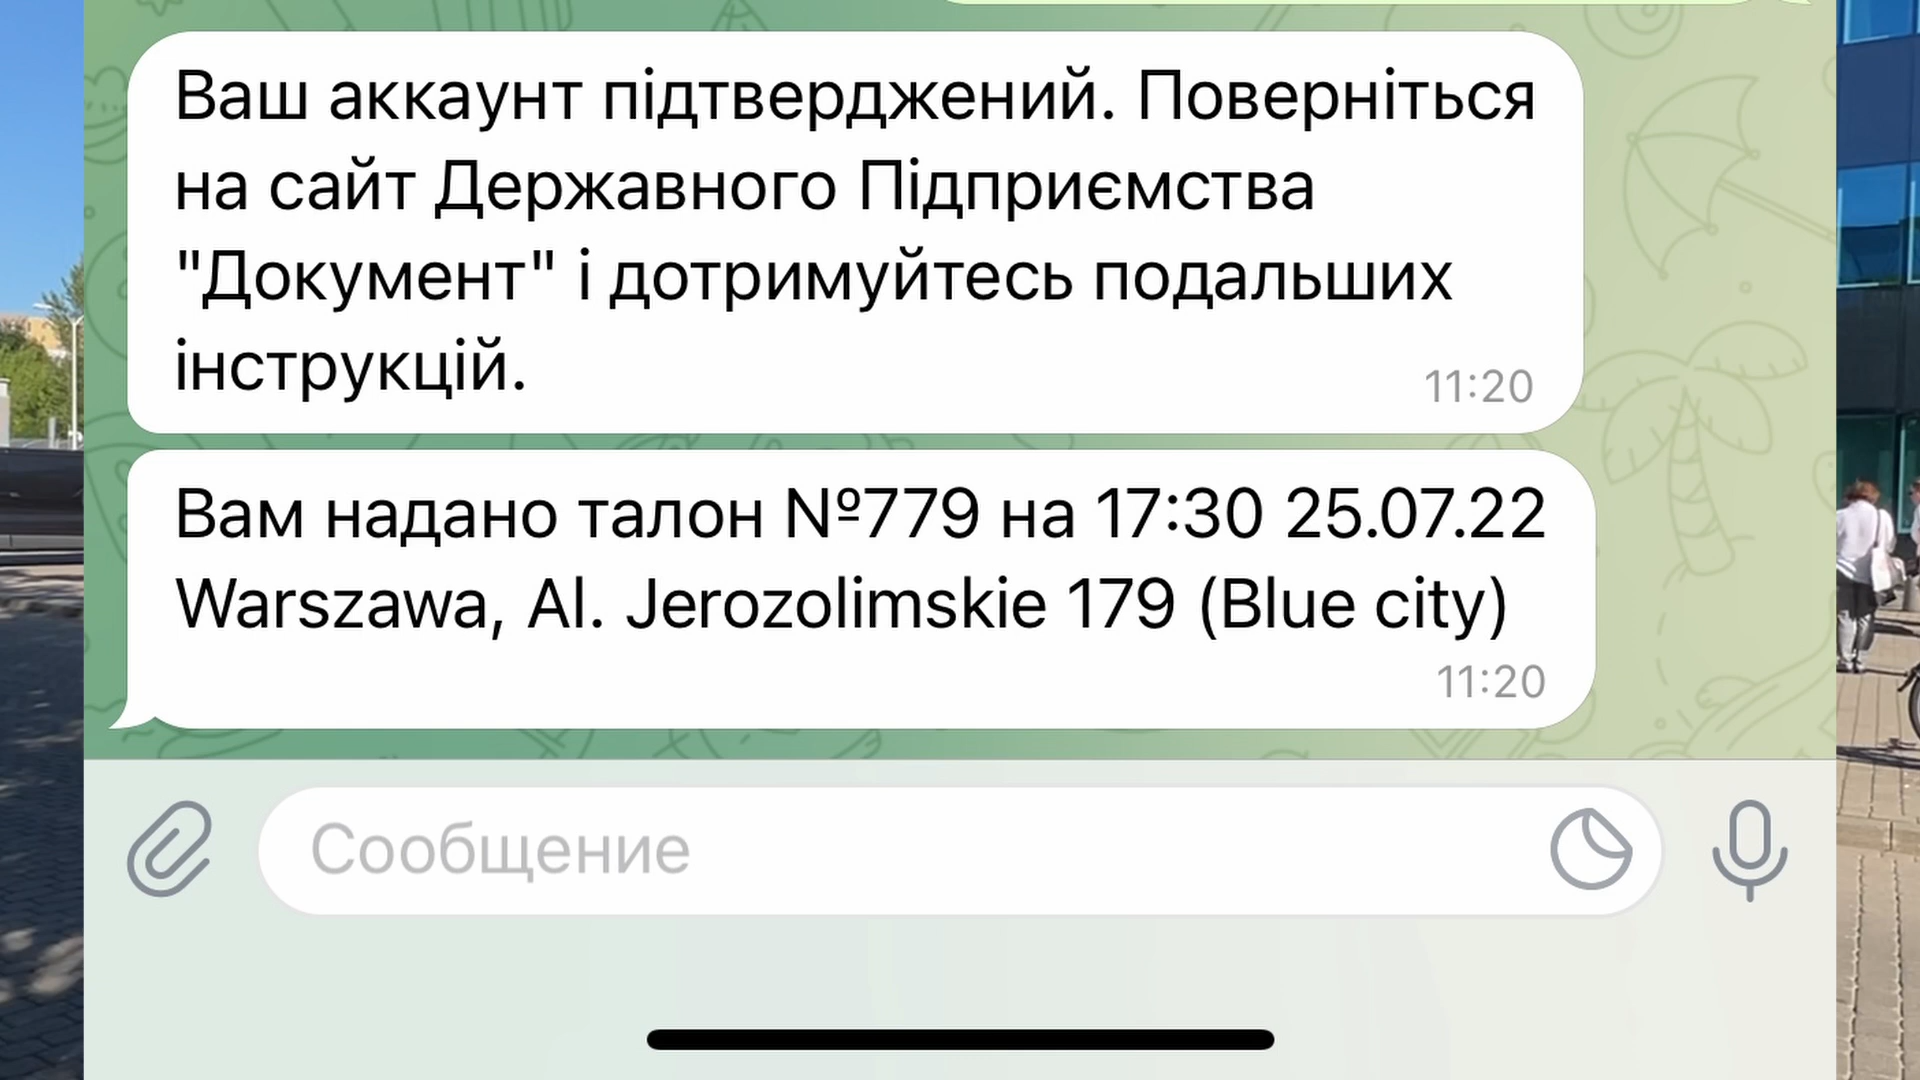 Ваш аккаунт підтверджений. Поверніться
на сайт Державного Підприємства
"Документ" і дотримуйтесь подальших
інструкцій.
11:20
Вам надано талон №779 на 17:30 25.07.22
Warszawa, Al. Jerozolimskie 179 (Blue city)
11:20
Сообщение